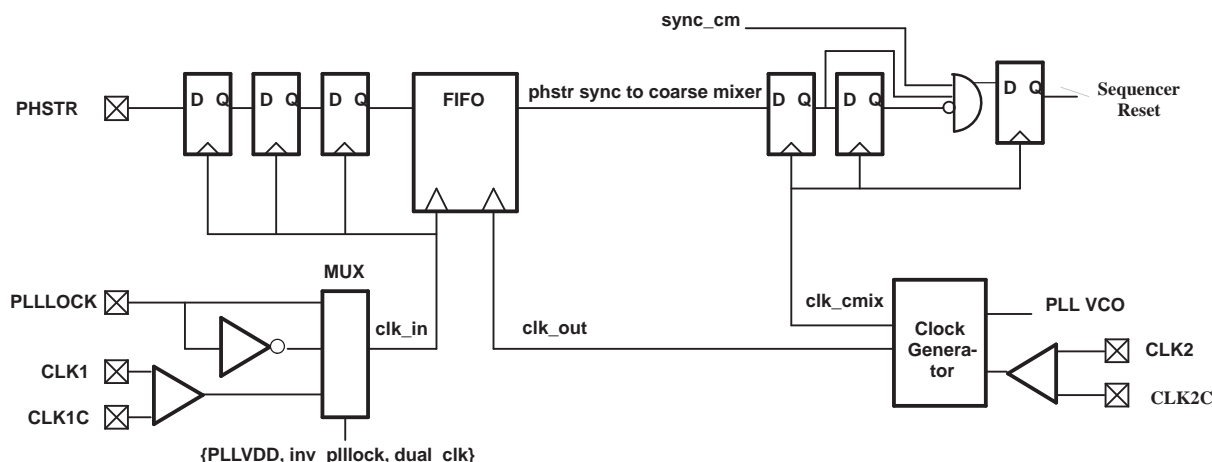 sync_cm
PHSTR
D Q
D Q
D Q
FIFO
phstr sync to coarse mixer
D Q
D Q
D Q
Sequencer
Reset
MUX
PLLLOCK
clk_in
clk_out
clk_cmix
PLL VCO
Clock
Genera-
tor
CLK1
CLK2
CLK1C
CLK2C
{PLLVDD, inv_plllock, dual_clk}